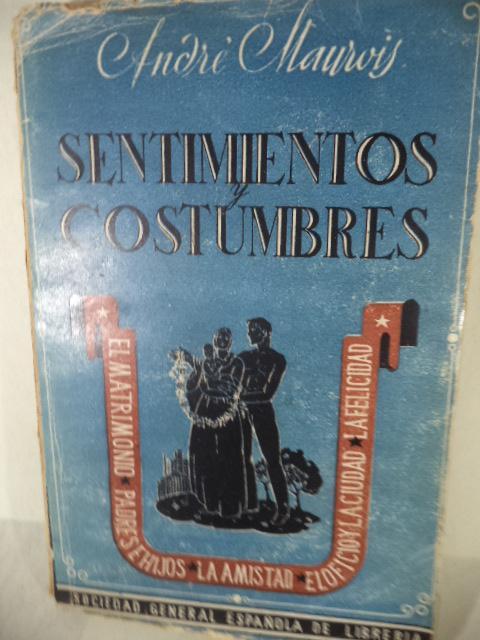 André Maurois
SENTIMIENTOS
y
COSTUMBRES
EL MATRIMONIO ★ PADRES E HIJOS ★ LA AMISTAD ★ EL OFICIO Y LA CIUDAD ★ LA FELICIDAD
SOCIEDAD GENERAL ESPAÑOLA DE